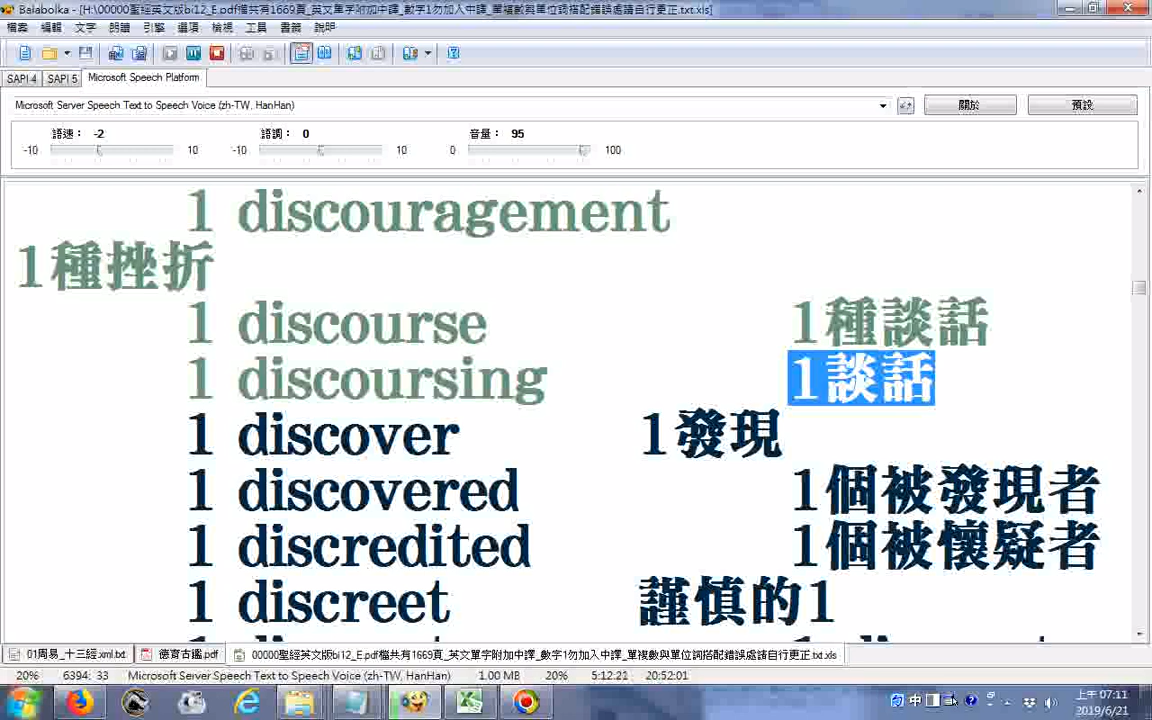 Balabolka - [H:\00000聖經英文版bi12_E.pdf檔共有1669頁_英文單字附加中譯_數字1勿加入中譯_單複數與單位詞搭配錯誤處請自行更正.txt.xls]
檔案 編輯 文字 朗讀 引擎 選項 檢視 工具 書籤 說明
SAPI 4 SAPI 5 Microsoft Speech Platform
Microsoft Server Speech Text to Speech Voice (zh-TW, HanHan) 關於 預設
語速： -2 語調： 0 音量： 95
-10 10 -10 10 0 100
1 discouragement
1種挫折
1 discourse 1種談話
1 discoursing 1談話
1 discover 1發現
1 discovered 1個被發現者
1 discredited 1個被懷疑者
1 discreet 謹慎的1
01周易_十三經.xml.txt 德育古鑑.pdf 00000聖經英文版bi12_E.pdf檔共有1669頁_英文單字附加中譯_數字1勿加入中譯_單複數與單位詞搭配錯誤處請自行更正.txt.xls
20% 6394: 33 Microsoft Server Speech Text to Speech Voice (zh-TW, HanHan) 1.00 MB 20% 5:12:21 20:52:01
中 上午 07:11
2019/6/21